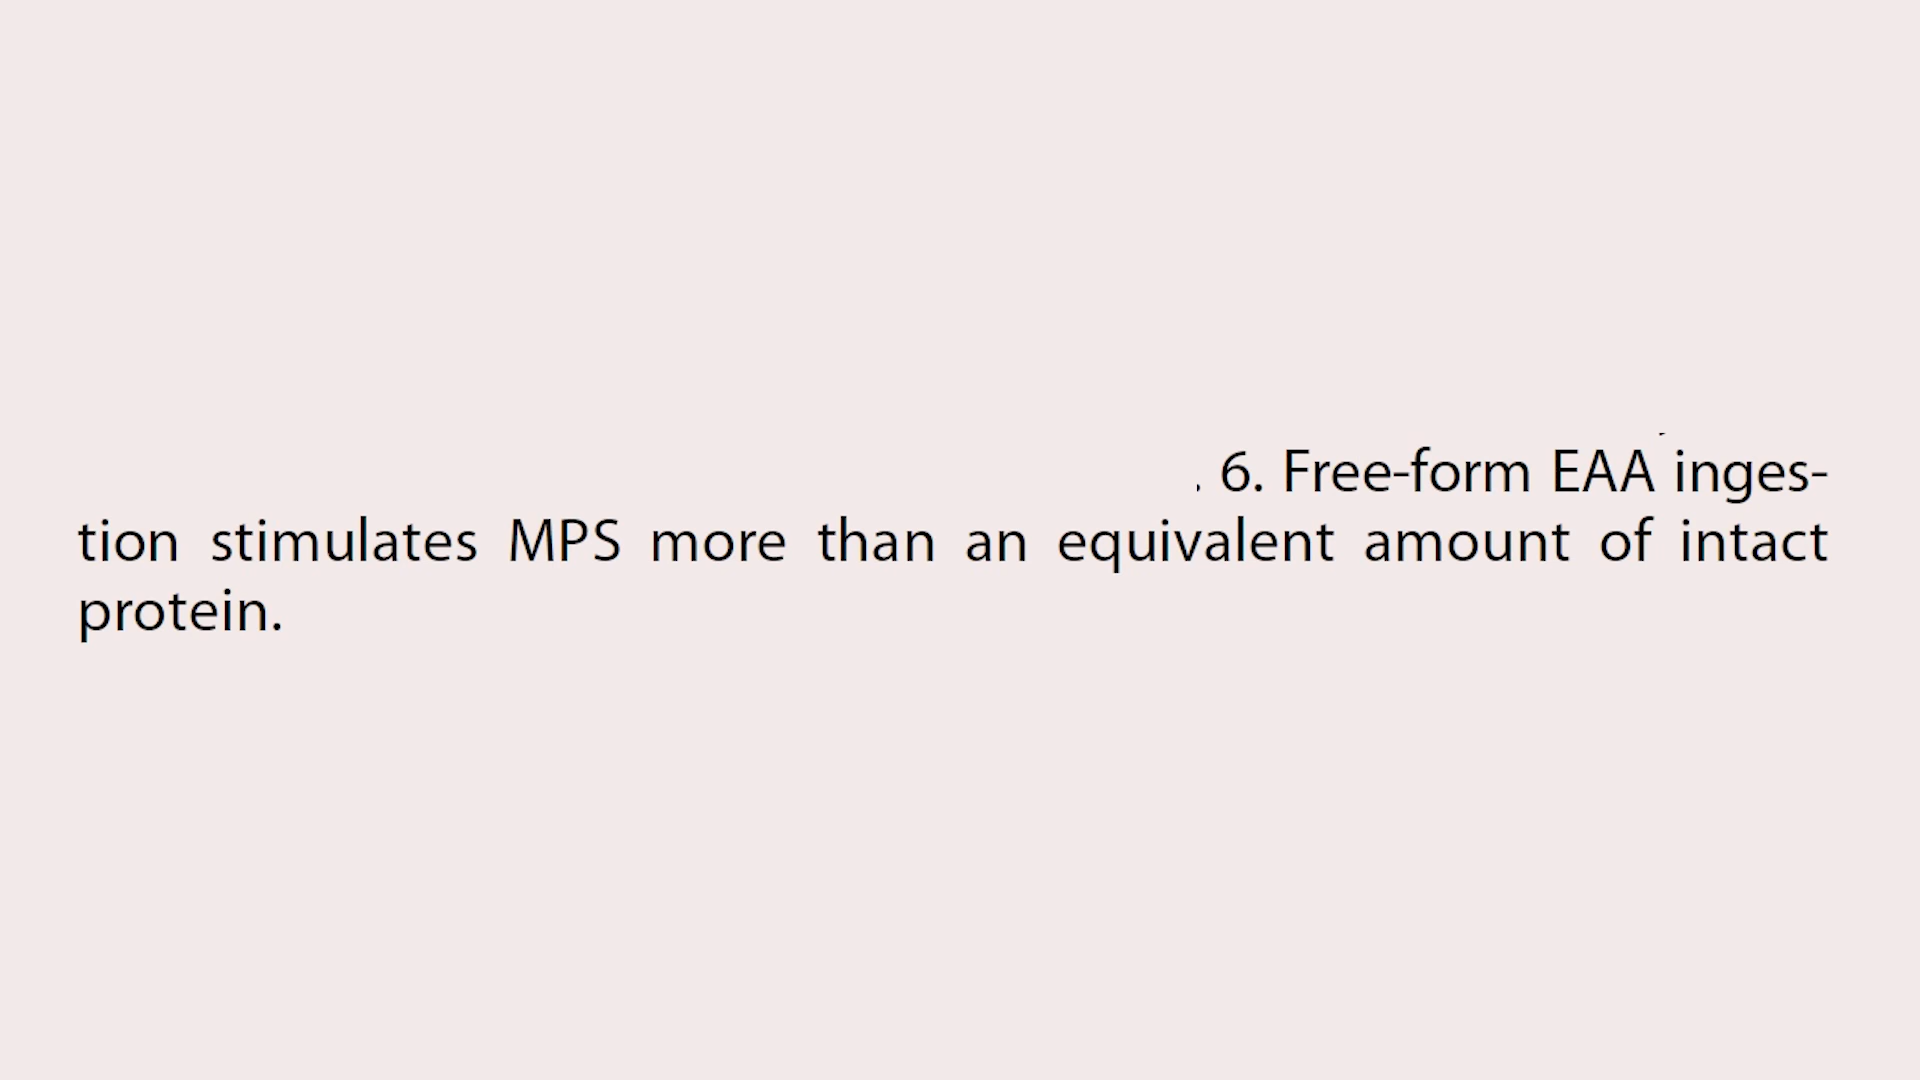 . 6. Free-form EAA inges-
tion stimulates MPS more than an equivalent amount of intact
protein.